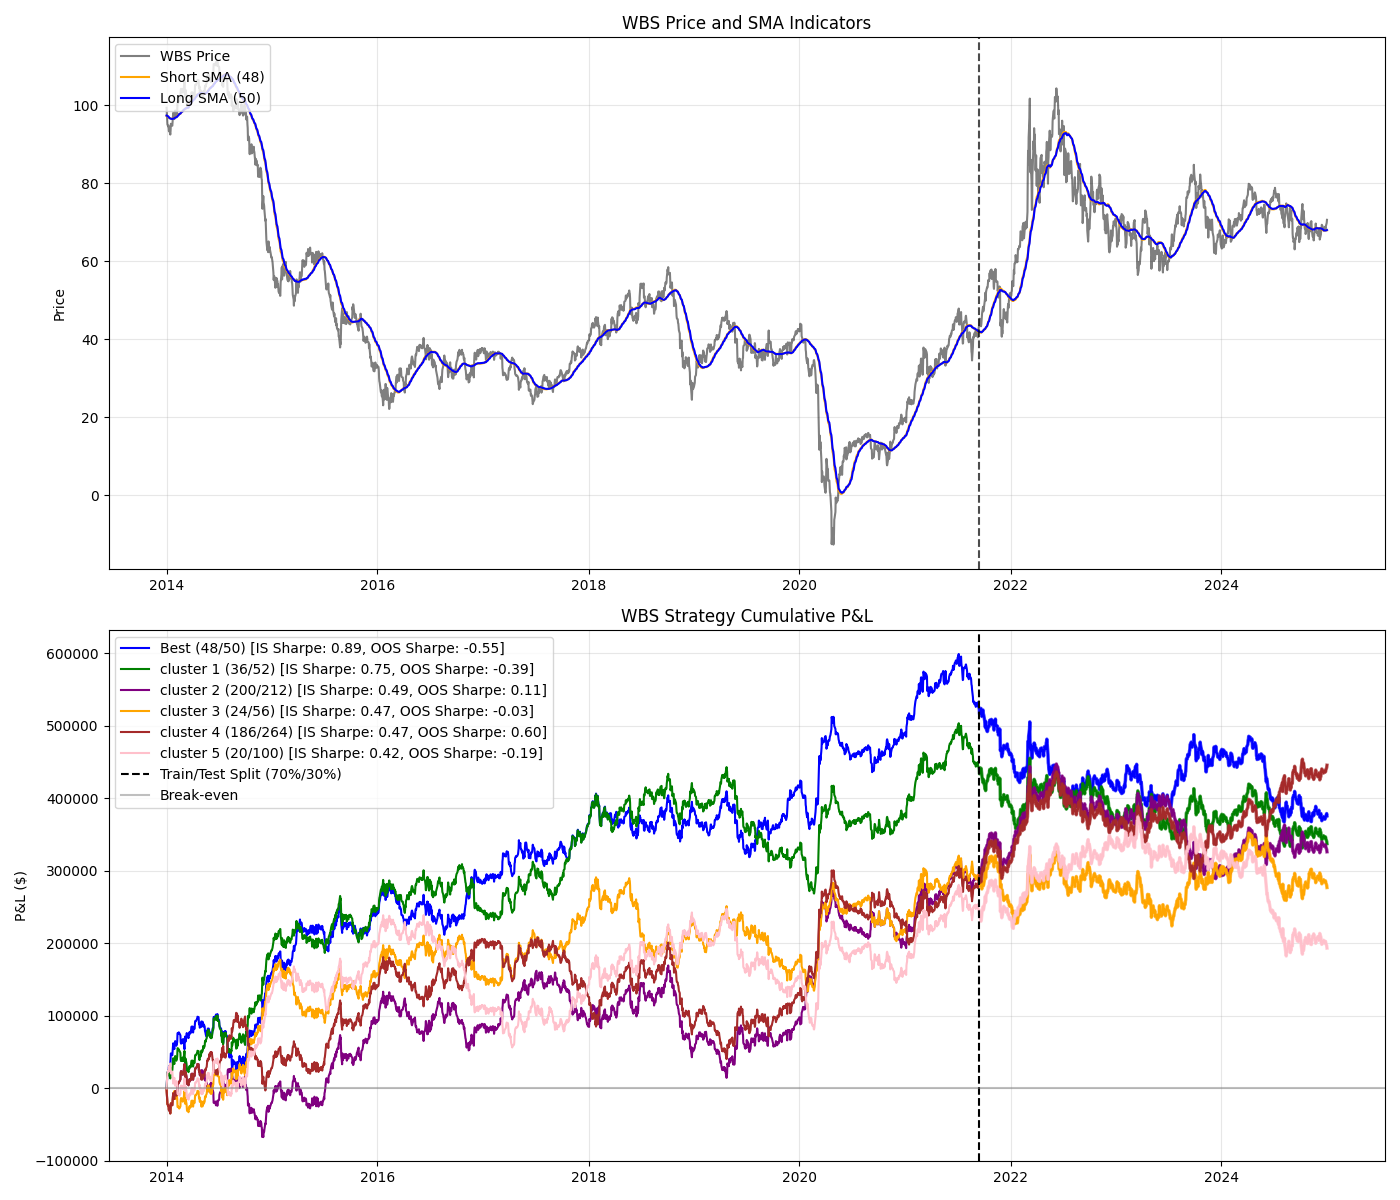 WBS Price and SMA Indicators
WBS Price
Short SMA (48)
Long SMA (50)
Price
100
80
60
40
20
0
2014
2016
2018
2020
2022
2024
WBS Strategy Cumulative P&L
Best (48/50) [IS Sharpe: 0.89, OOS Sharpe: -0.55]
cluster 1 (36/52) [IS Sharpe: 0.75, OOS Sharpe: -0.39]
cluster 2 (200/212) [IS Sharpe: 0.49, OOS Sharpe: 0.11]
cluster 3 (24/56) [IS Sharpe: 0.47, OOS Sharpe: -0.03]
cluster 4 (186/264) [IS Sharpe: 0.47, OOS Sharpe: 0.60]
cluster 5 (20/100) [IS Sharpe: 0.42, OOS Sharpe: -0.19]
Train/Test Split (70%/30%)
Break-even
P&L ($)
600000
500000
400000
300000
200000
100000
0
−100000
2014
2016
2018
2020
2022
2024